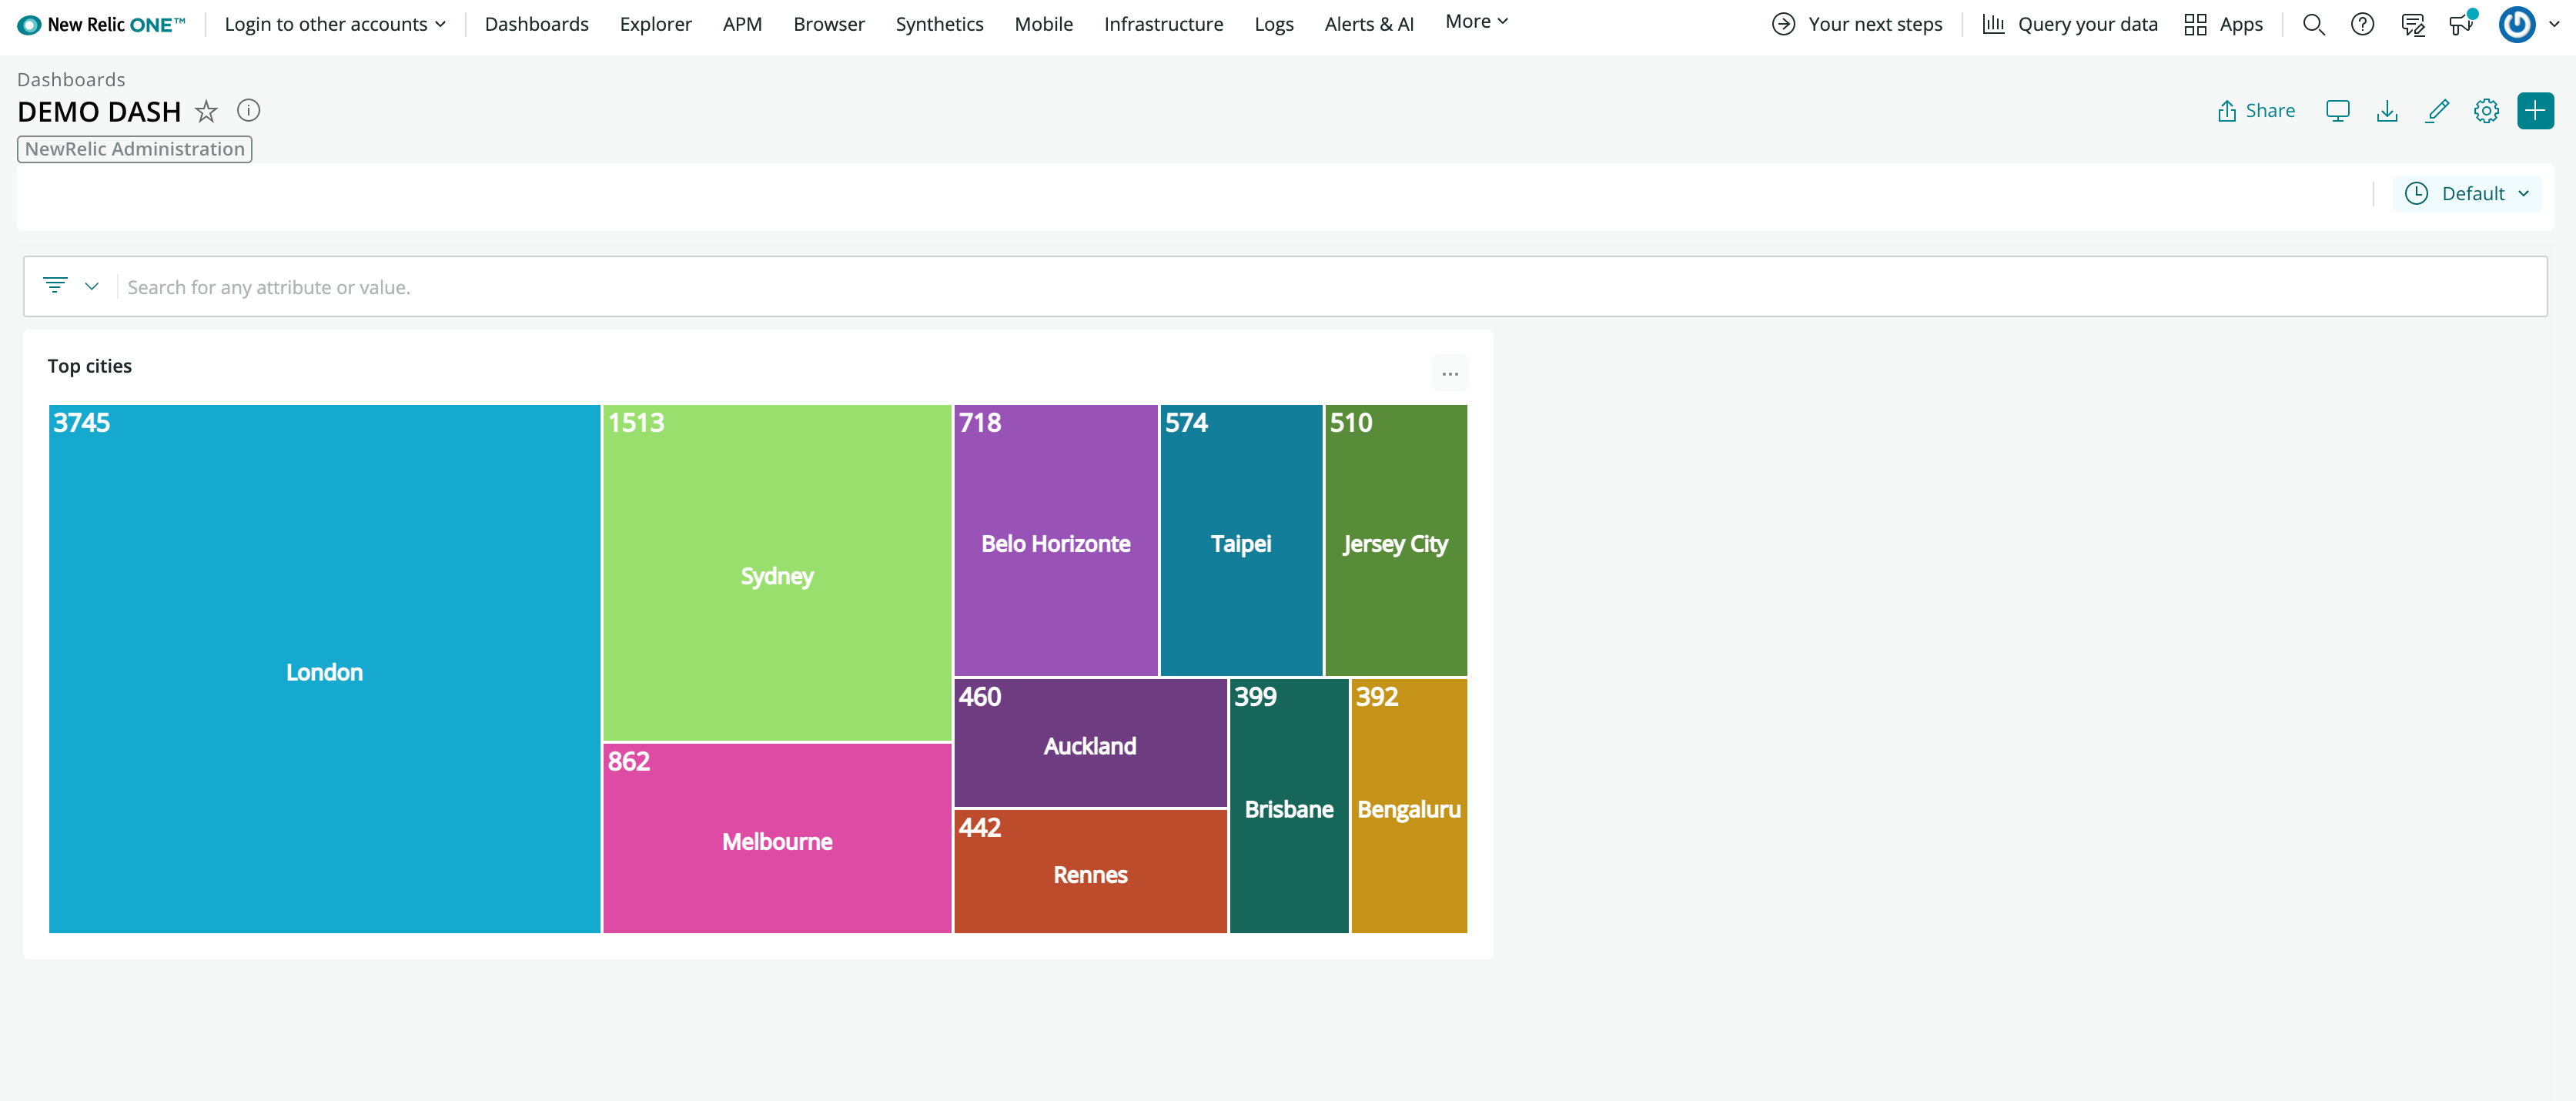 New Relic ONE™ Login to other accounts Dashboards Explorer APM Browser Synthetics Mobile Infrastructure Logs Alerts & AI More Your next steps Query your data Apps
Dashboards
DEMO DASH
Share
NewRelic Administration
Default
Search for any attribute or value.
Top cities
...
3745
London
1513
Sydney
862
Melbourne
718
Belo Horizonte
574
Taipei
510
Jersey City
460
Auckland
442
Rennes
399
Brisbane
392
Bengaluru